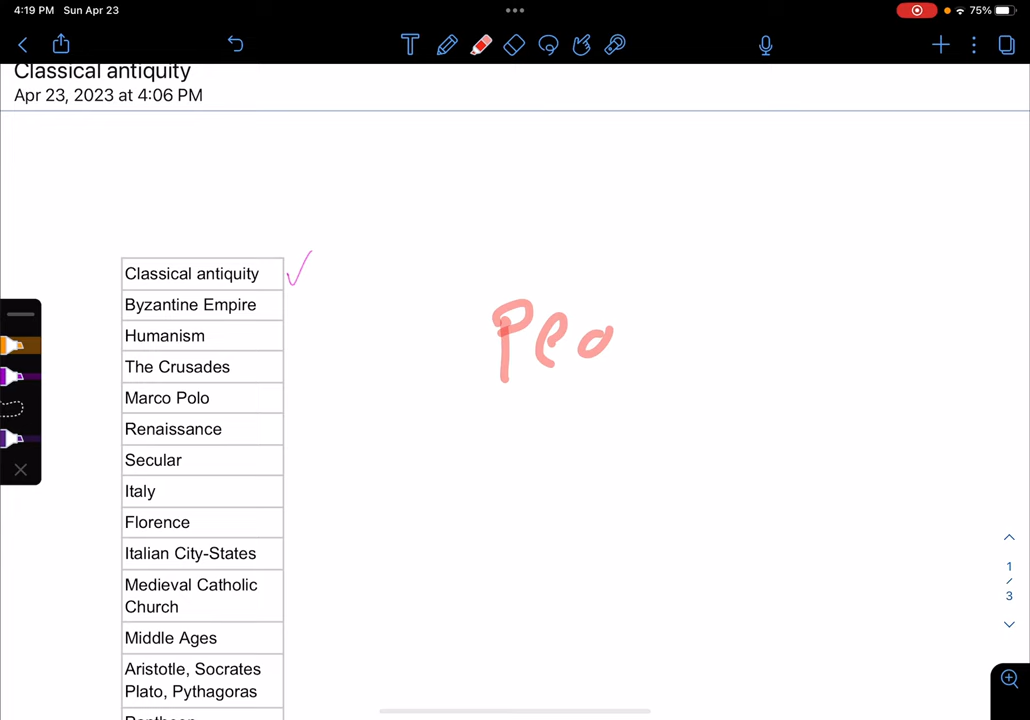 4:19 PM Sun Apr 23
75%
T
Classical antiquity
Apr 23, 2023 at 4:06 PM
Classical antiquity
Byzantine Empire
Humanism
The Crusades
Marco Polo
Renaissance
Secular
Italy
Florence
Italian City-States
Medieval Catholic
Church
Middle Ages
Aristotle, Socrates
Plato, Pythagoras
Peo
1
/
3